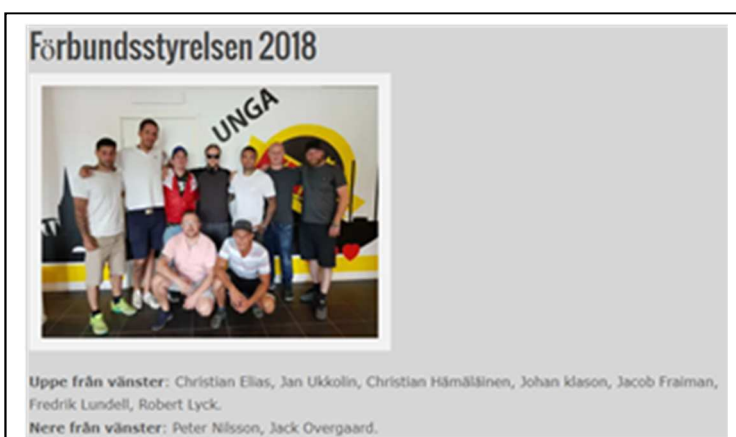 Förbundsstyrelsen 2018
UNGA
Uppe från vänster: Christian Elias, Jan Ukkolin, Christian Hämäläinen, Johan klason, Jacob Fraiman,
Fredrik Lundell, Robert Lyck.
Nere från vänster: Peter Nilsson, Jack Overgaard.